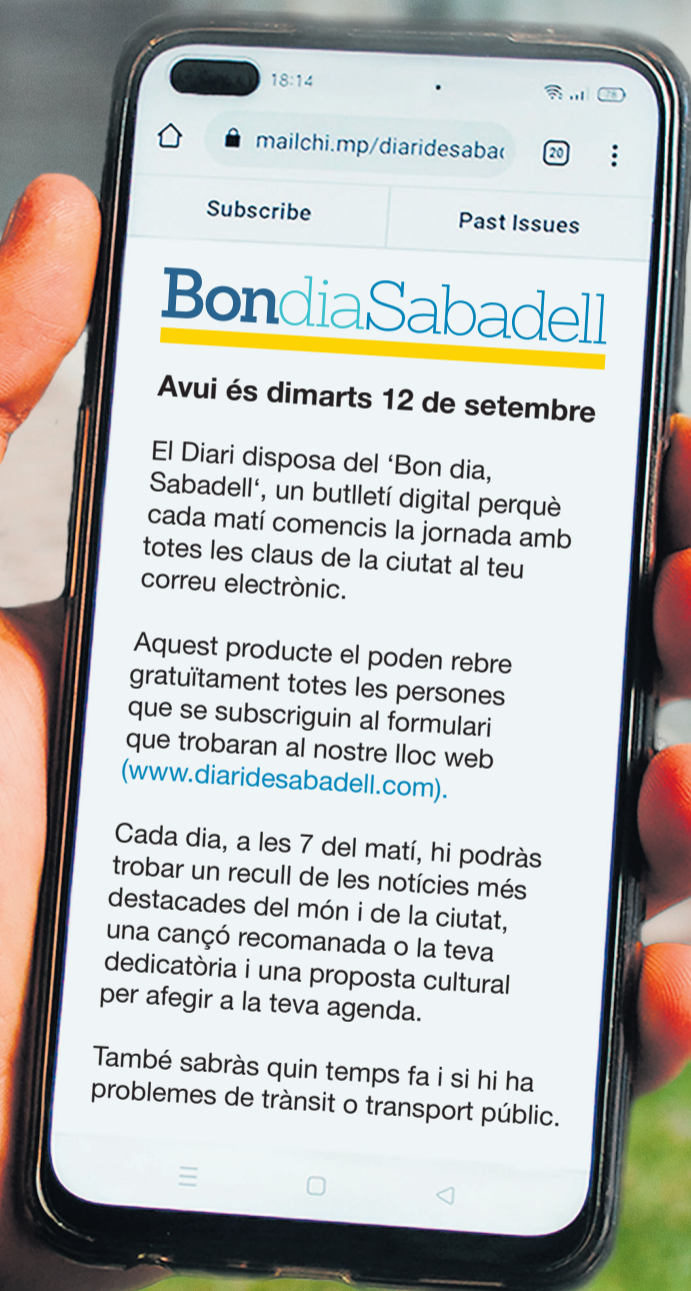 18:14
78
mailchi.mp/diaridesabac
20
Subscribe
Past Issues
BondiaSabadell
Avui és dimarts 12 de setembre
El Diari disposa del ‘Bon dia,
Sabadell‘, un butlletí digital perquè
cada matí comencis la jornada amb
totes les claus de la ciutat al teu
correu electrònic.
Aquest producte el poden rebre
gratuïtament totes les persones
que se subscriguin al formulari
que trobaran al nostre lloc web
(www.diaridesabadell.com).
Cada dia, a les 7 del matí, hi podràs
trobar un recull de les notícies més
destacades del món i de la ciutat,
una cançó recomanada o la teva
dedicatòria i una proposta cultural
per afegir a la teva agenda.
També sabràs quin temps fa i si hi ha
problemes de trànsit o transport públic.